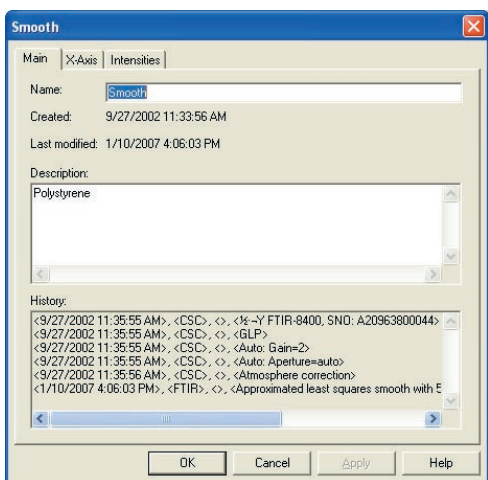 Smooth
Main X-Axis Intensities
Name: Smooth
Created: 9/27/2002 11:33:56 AM
Last modified: 1/10/2007 4:06:03 PM
Description:
Polystyrene
History:
<9/27/2002 11:35:55 AM>, <CSC>, <>, <½·¬Y FTIR-8400, SNO: A20963800044>
<9/27/2002 11:35:55 AM>, <CSC>, <>, <GLP>
<9/27/2002 11:35:55 AM>, <CSC>, <>, <Auto: Gain=2>
<9/27/2002 11:35:55 AM>, <CSC>, <>, <Auto: Aperture=auto>
<9/27/2002 11:36:56 AM>, <CSC>, <>, <Atmosphere correction>
<1/10/2007 4:06:03 PM>, <FTIR>, <>, <Approximated least squares smooth with 5
OK Cancel Apply Help